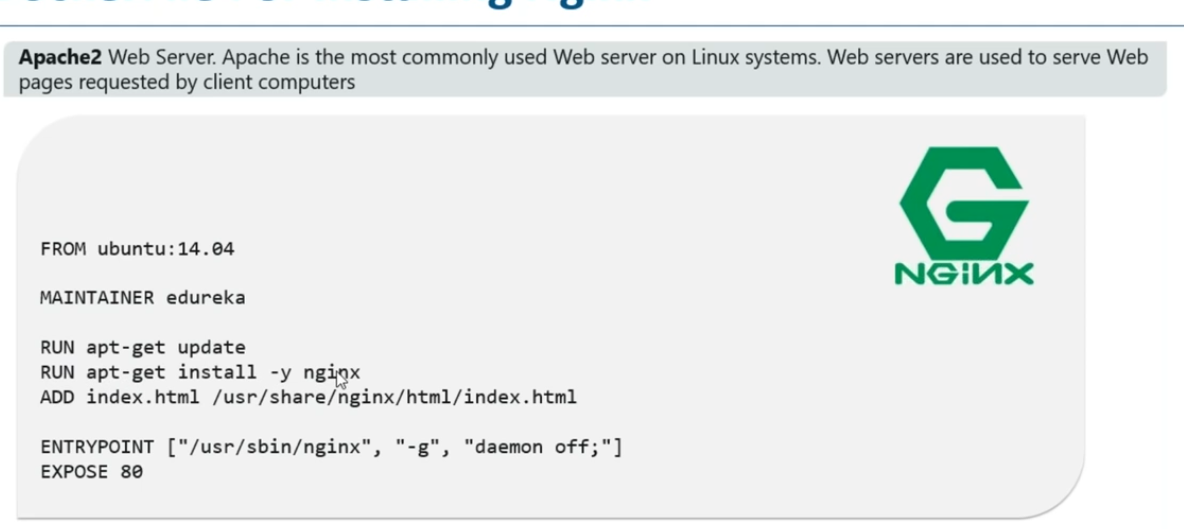 Apache2 Web Server. Apache is the most commonly used Web server on Linux systems. Web servers are used to serve Web
pages requested by client computers
NGiNX
FROM ubuntu:14.04
MAINTAINER edureka
RUN apt-get update
RUN apt-get install -y nginx
ADD index.html /usr/share/nginx/html/index.html
ENTRYPOINT ["/usr/sbin/nginx", "-g", "daemon off;"]
EXPOSE 80